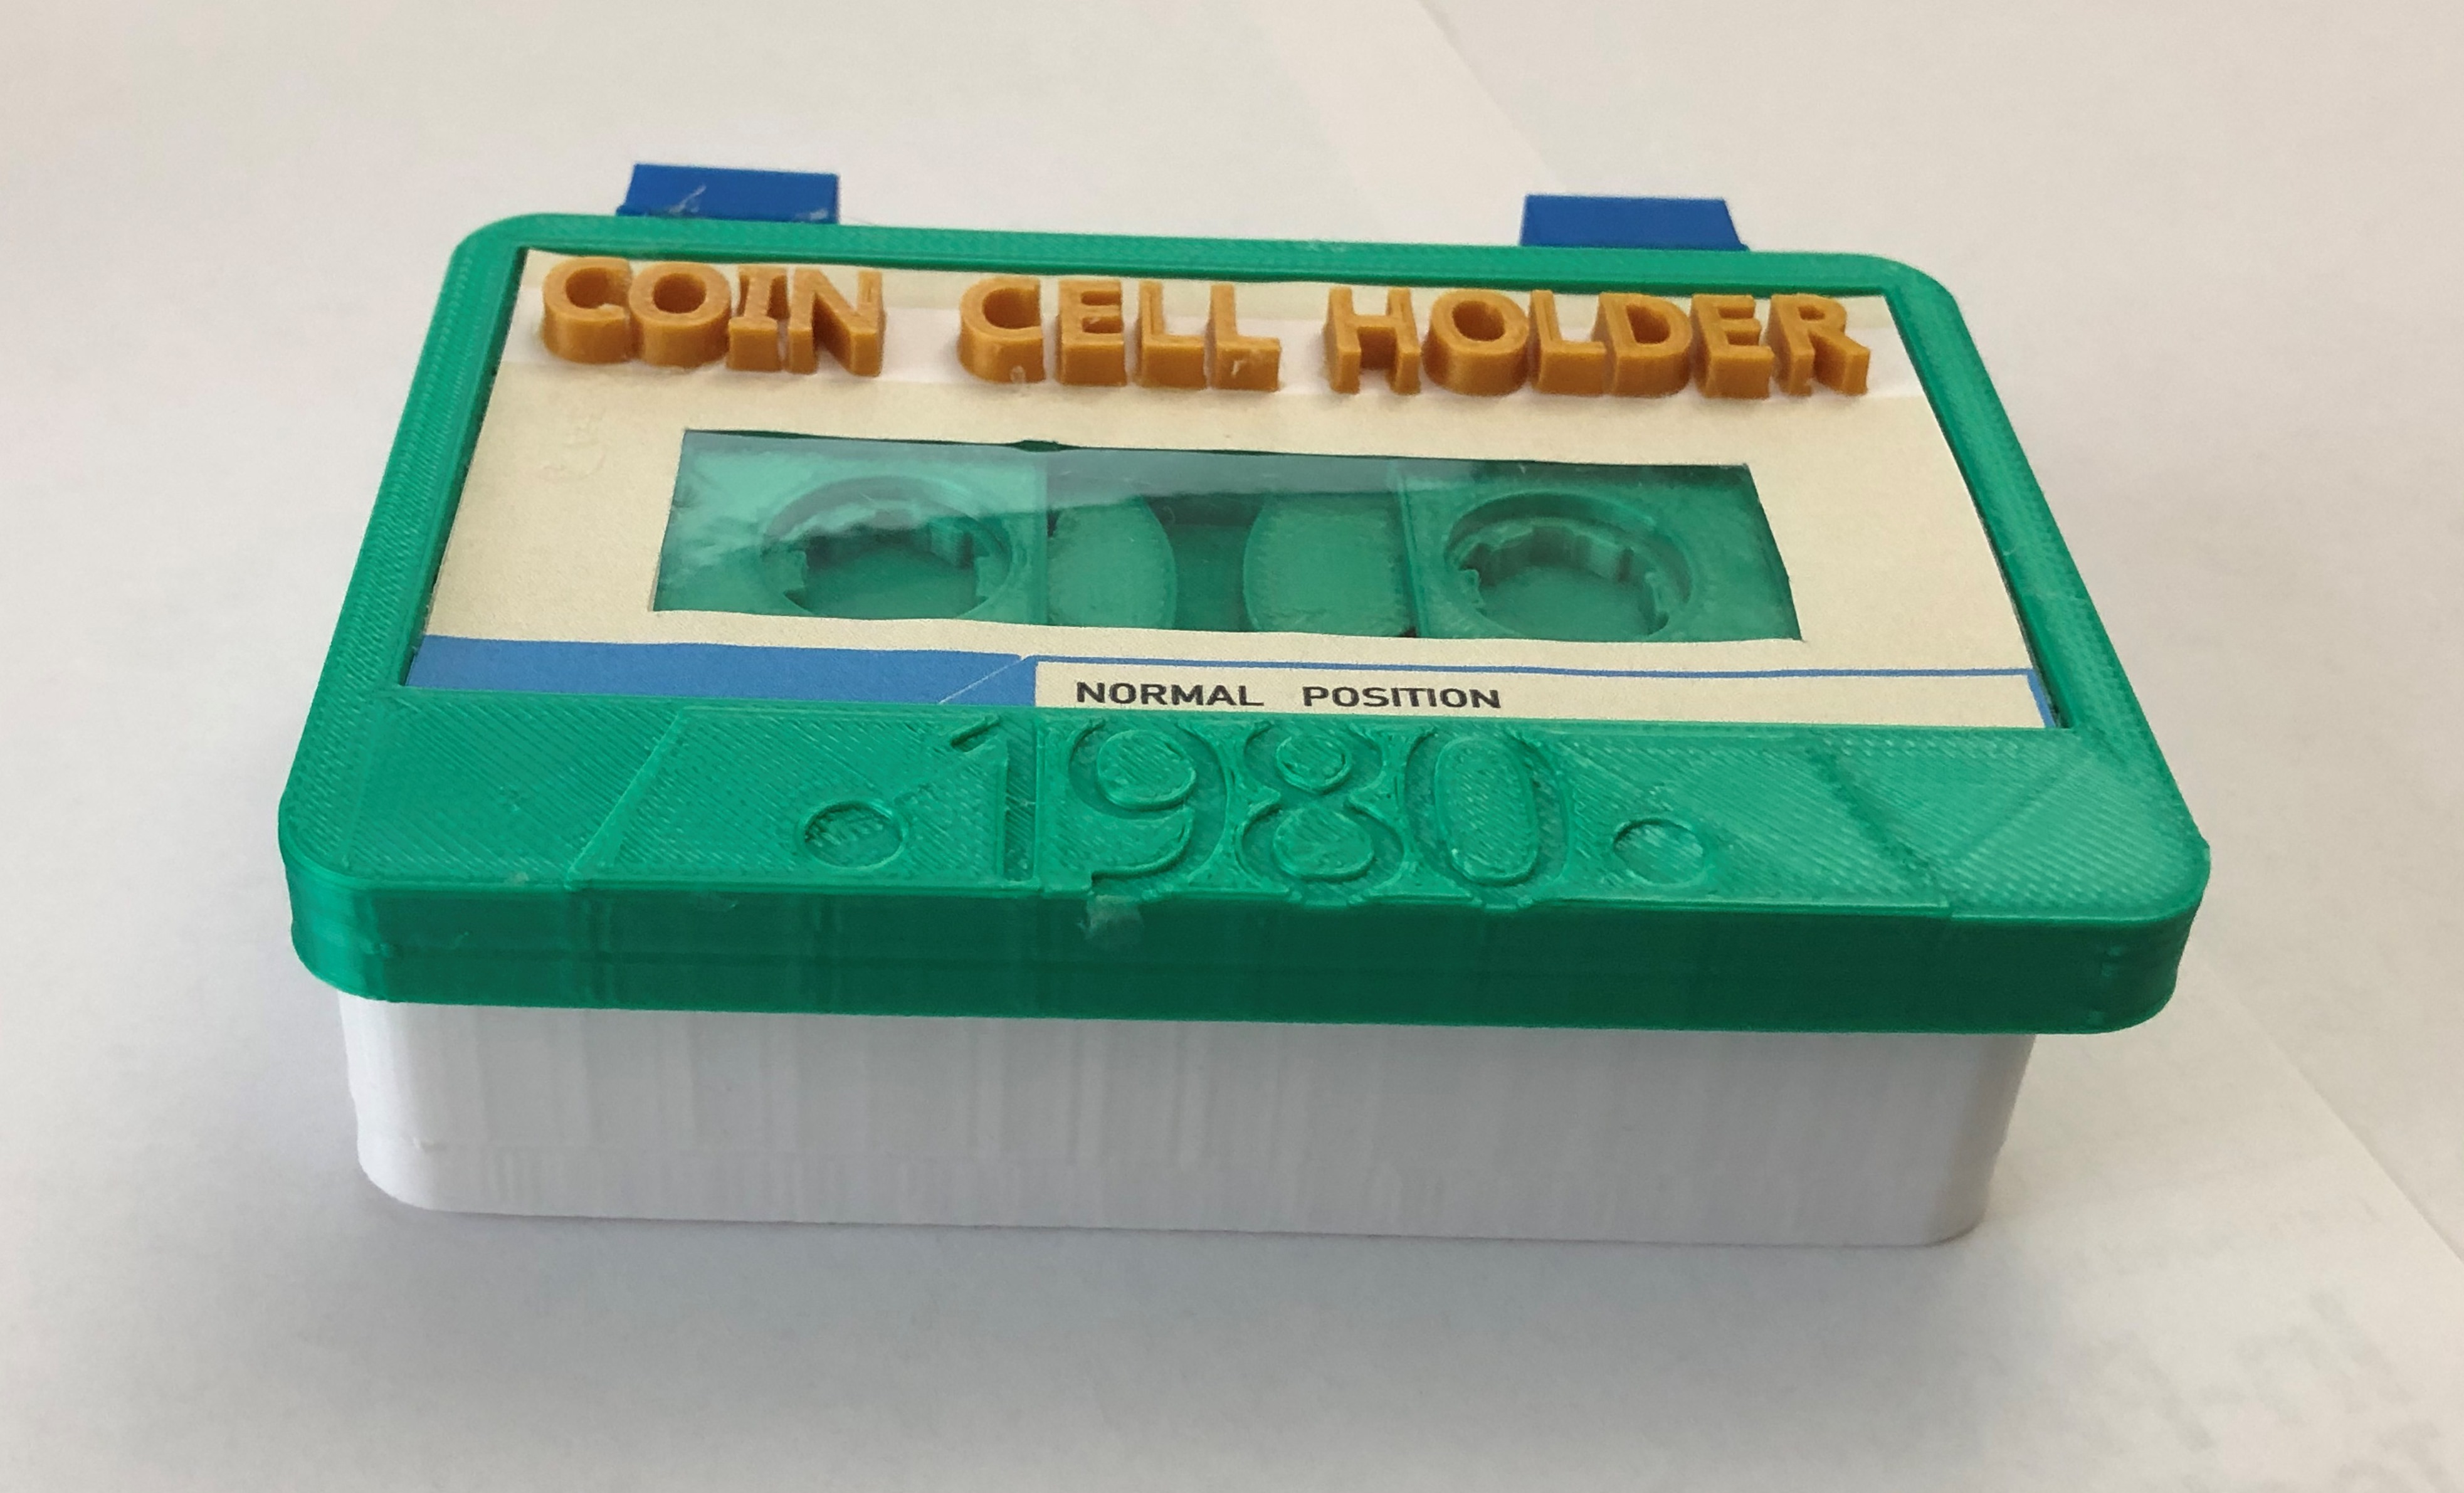 COIN CELL HOLDER
NORMAL POSITION
1980